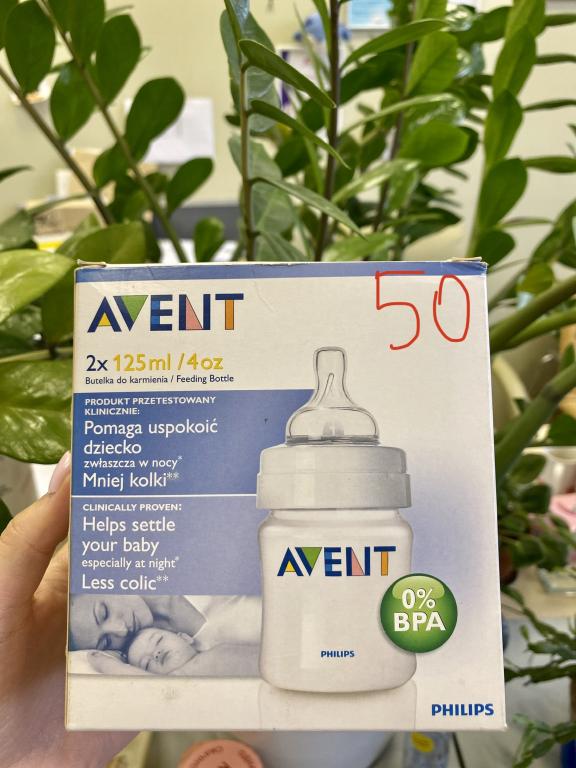 AVENT
50
2x 125ml / 4oz
Butelka do karmienia / Feeding Bottle
PRODUKT PRZETESTOWANY
KLINICZNIE:
Pomaga uspokoić
dziecko
zwłaszcza w nocy*
Mniej kolki**
CLINICALLY PROVEN:
Helps settle
your baby
especially at night*
Less colic**
AVENT
0%
BPA
PHILIPS
PHILIPS